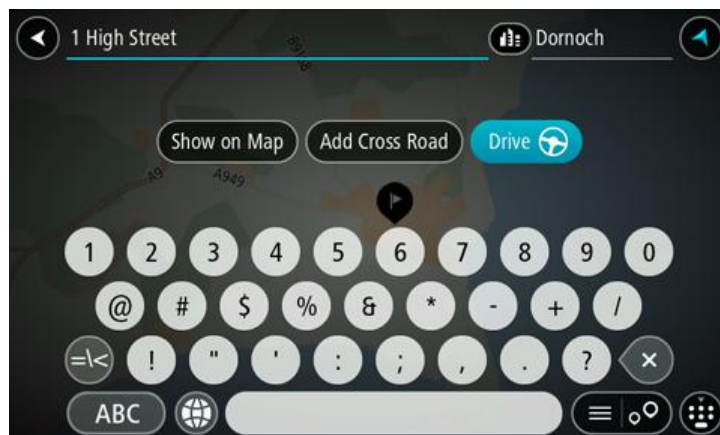 1 High Street Dornoch
B9168
Show on Map Add Cross Road Drive
A9 A949
1 2 3 4 5 6 7 8 9 0
@ # $ % & * - + /
=\< ! " ' : ; , . ?
ABC